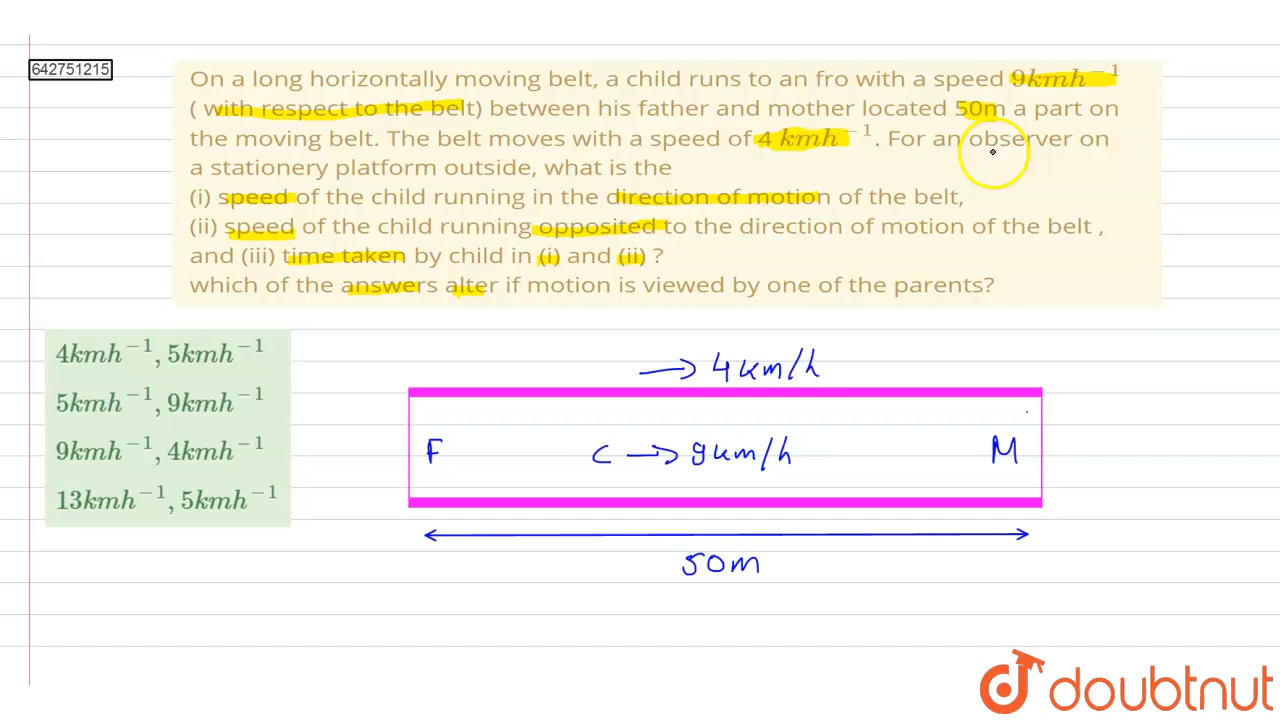 642751215
On a long horizontally moving belt, a child runs to an fro with a speed 9kmh⁻¹
( with respect to the belt) between his father and mother located 50m a part on
the moving belt. The belt moves with a speed of 4 kmh⁻¹. For an observer on
a stationery platform outside, what is the
(i) speed of the child running in the direction of motion of the belt,
(ii) speed of the child running opposited to the direction of motion of the belt ,
and (iii) time taken by child in (i) and (ii) ?
which of the answers alter if motion is viewed by one of the parents?
4kmh⁻¹, 5kmh⁻¹
5kmh⁻¹, 9kmh⁻¹
9kmh⁻¹, 4kmh⁻¹
13kmh⁻¹, 5kmh⁻¹
→ 4km/h
F C → 9km/h M
50m
doubtnut